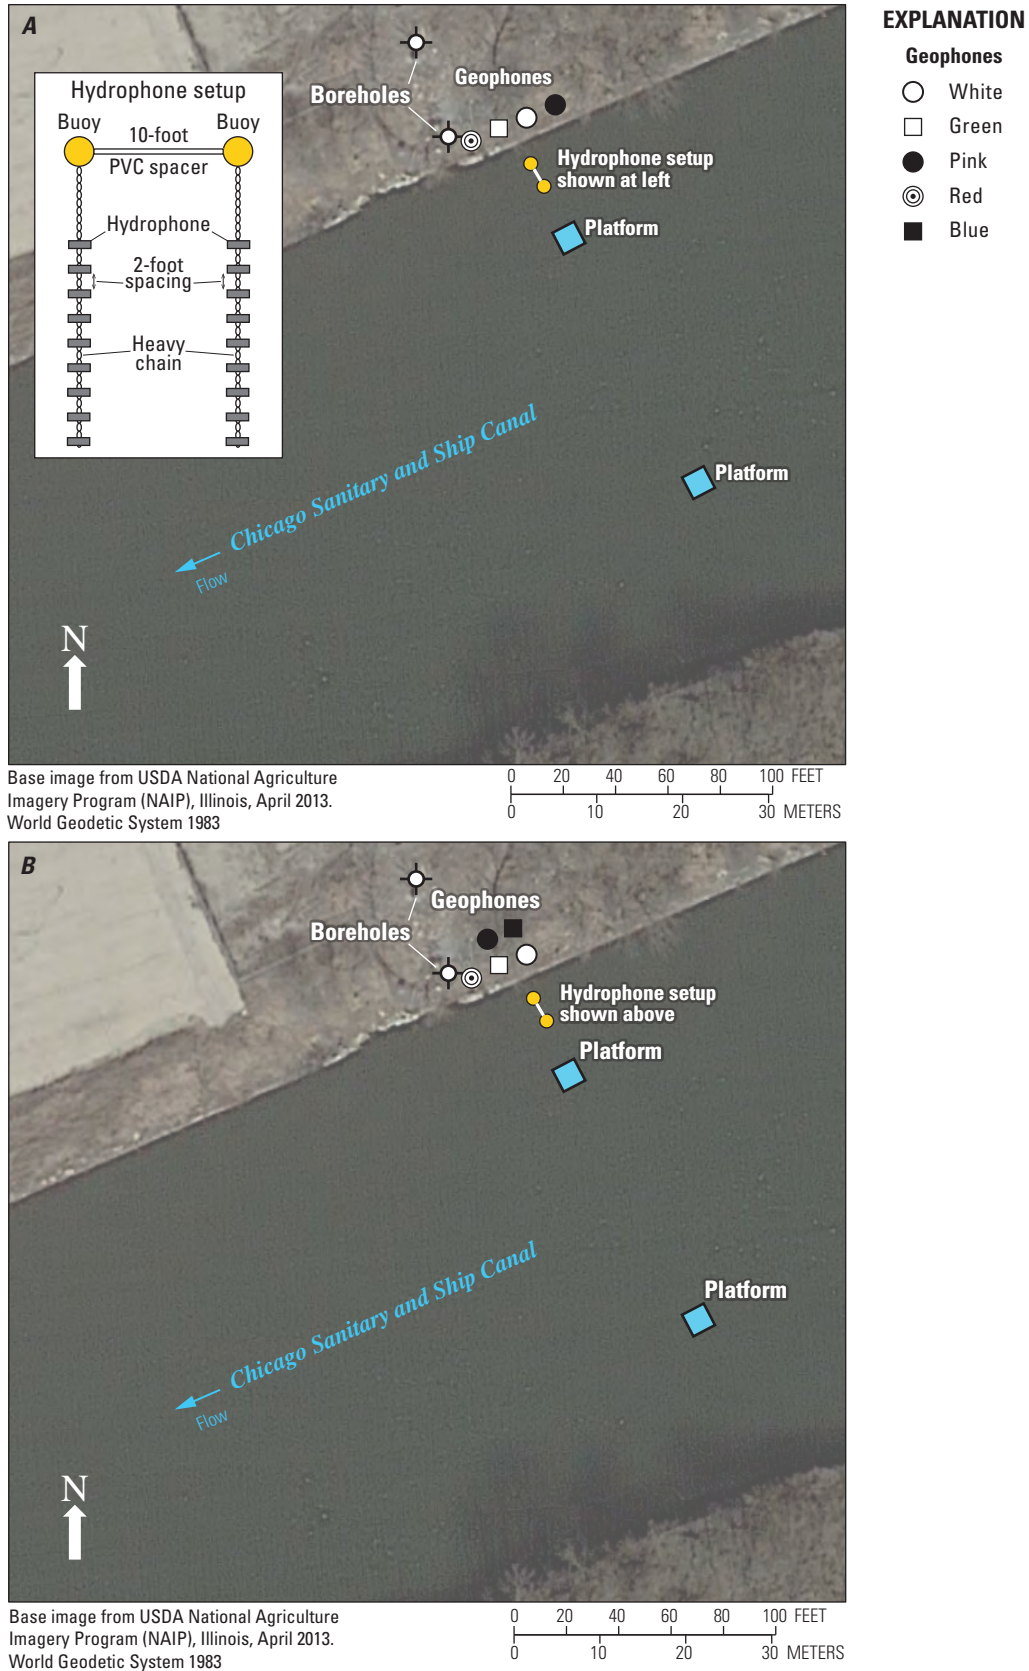 A
EXPLANATION
Geophones
White
Green
Pink
Red
Blue
Hydrophone setup
Buoy
10-foot
Buoy
PVC spacer
Hydrophone
2-foot
spacing
Heavy
chain
Geophones
Boreholes
Hydrophone setup
shown at left
Platform
Platform
Chicago Sanitary and Ship Canal
Flow
N
Base image from USDA National Agriculture
Imagery Program (NAIP), Illinois, April 2013.
World Geodetic System 1983
0 20 40 60 80 100 FEET
0 10 20 30 METERS
B
Geophones
Boreholes
Hydrophone setup
shown above
Platform
Platform
Chicago Sanitary and Ship Canal
Flow
N
Base image from USDA National Agriculture
Imagery Program (NAIP), Illinois, April 2013.
World Geodetic System 1983
0 20 40 60 80 100 FEET
0 10 20 30 METERS